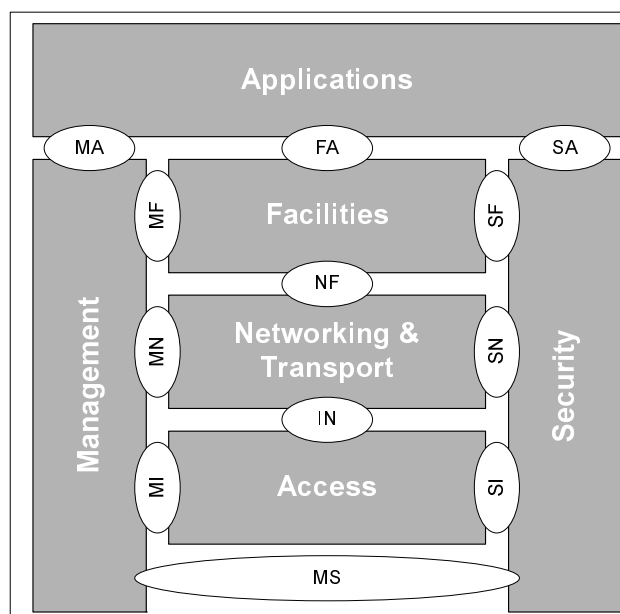 Applications
MA
FA
SA
MF
Facilities
SF
NF
Management
MN
Networking &
Transport
SN
Security
IN
MI
Access
SI
MS